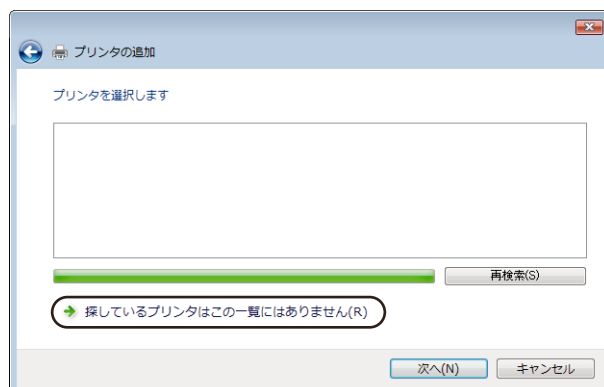 プリンタの追加
プリンタを選択します
再検索(S)
探しているプリンタはこの一覧にはありません(R)
次へ(N)
キャンセル